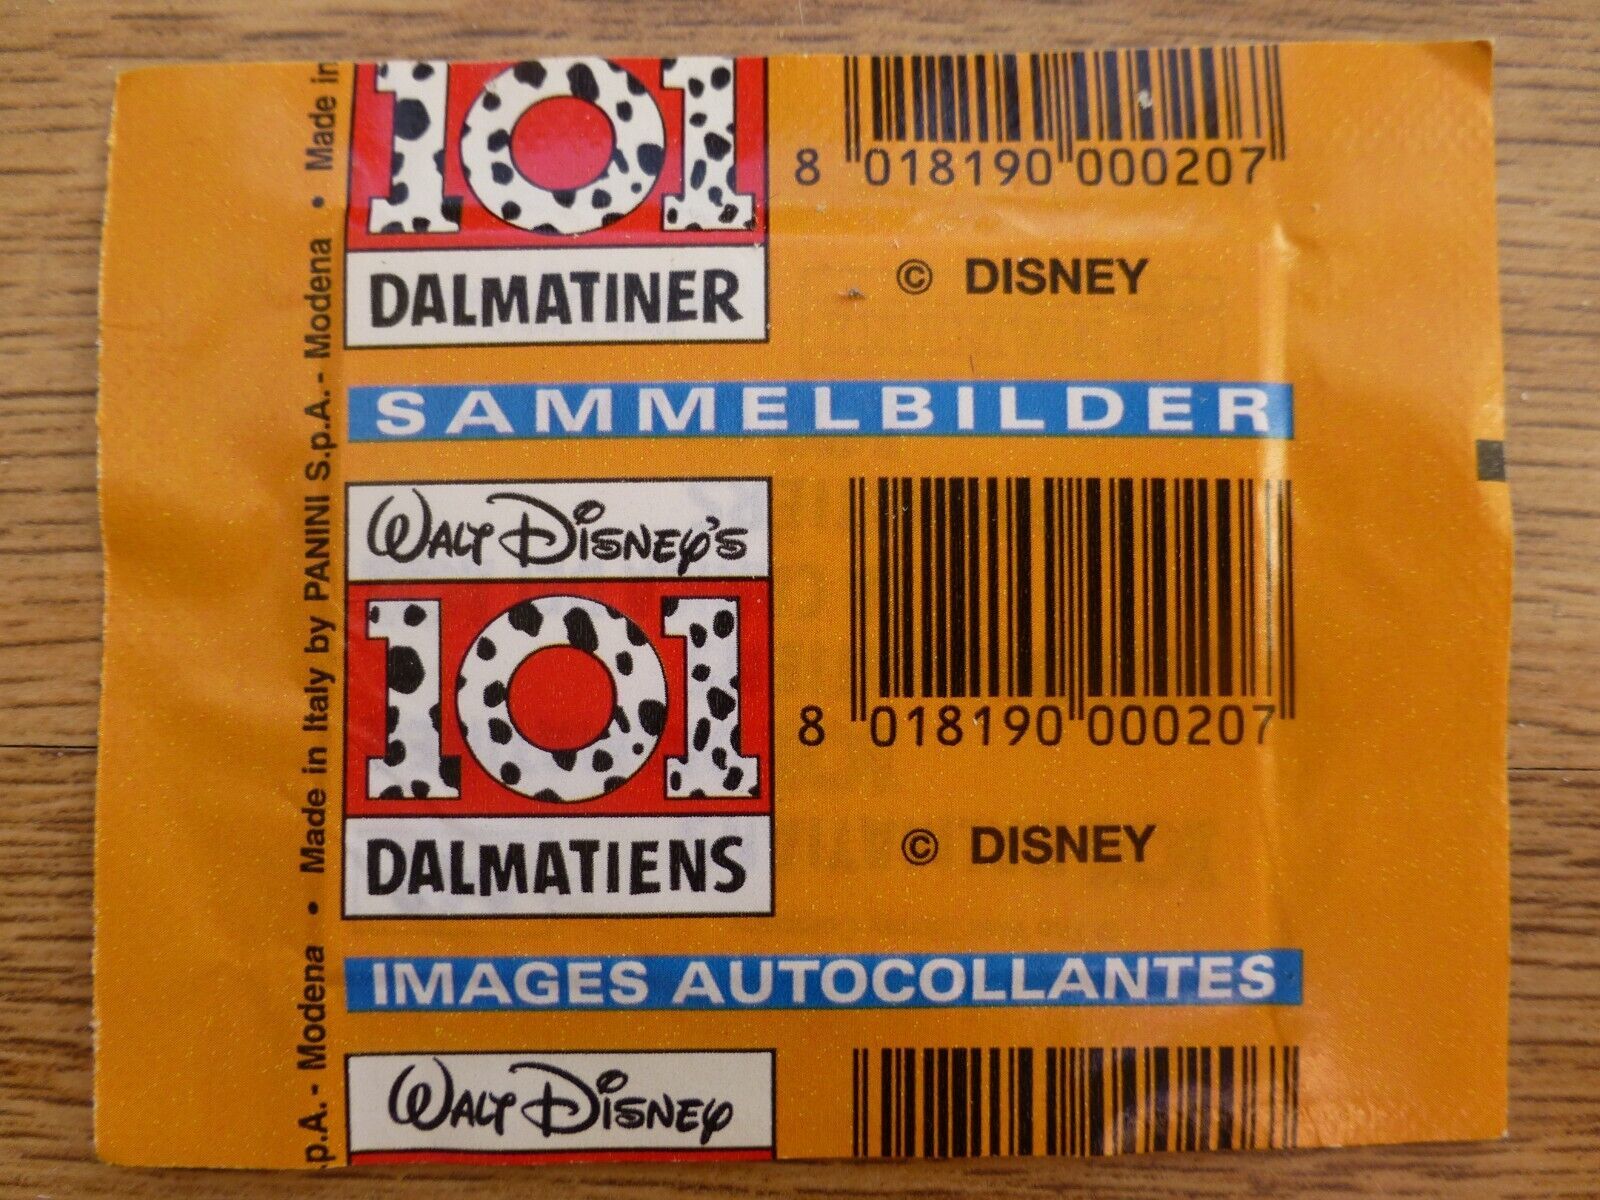 101
DALMATINER
8 018190 000207
© DISNEY
SAMMELBILDER
WALT DISNEY'S
101
DALMATIENS
8 018190 000207
© DISNEY
IMAGES AUTOCOLLANTES
WALT DISNEY
p.A. - Modena • Made in Italy by PANINI S.p.A. - Modena • Made in